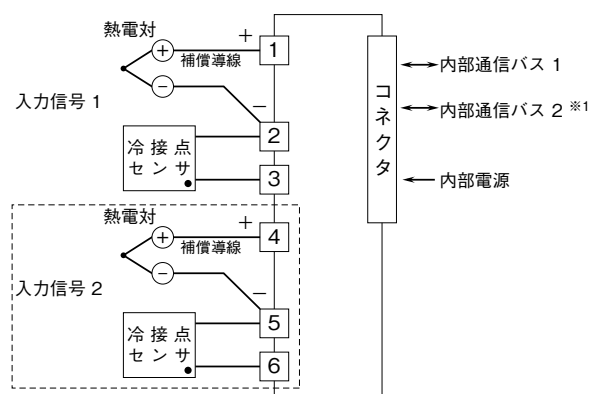 熱電対
+
+
補償導線
1
内部通信バス 1
入力信号 1
−
−
内部通信バス 2 ※1
冷接点
センサ
2
コネクタ
3
内部電源
熱電対
+
+
補償導線
4
入力信号 2
−
−
冷接点
センサ
5
6